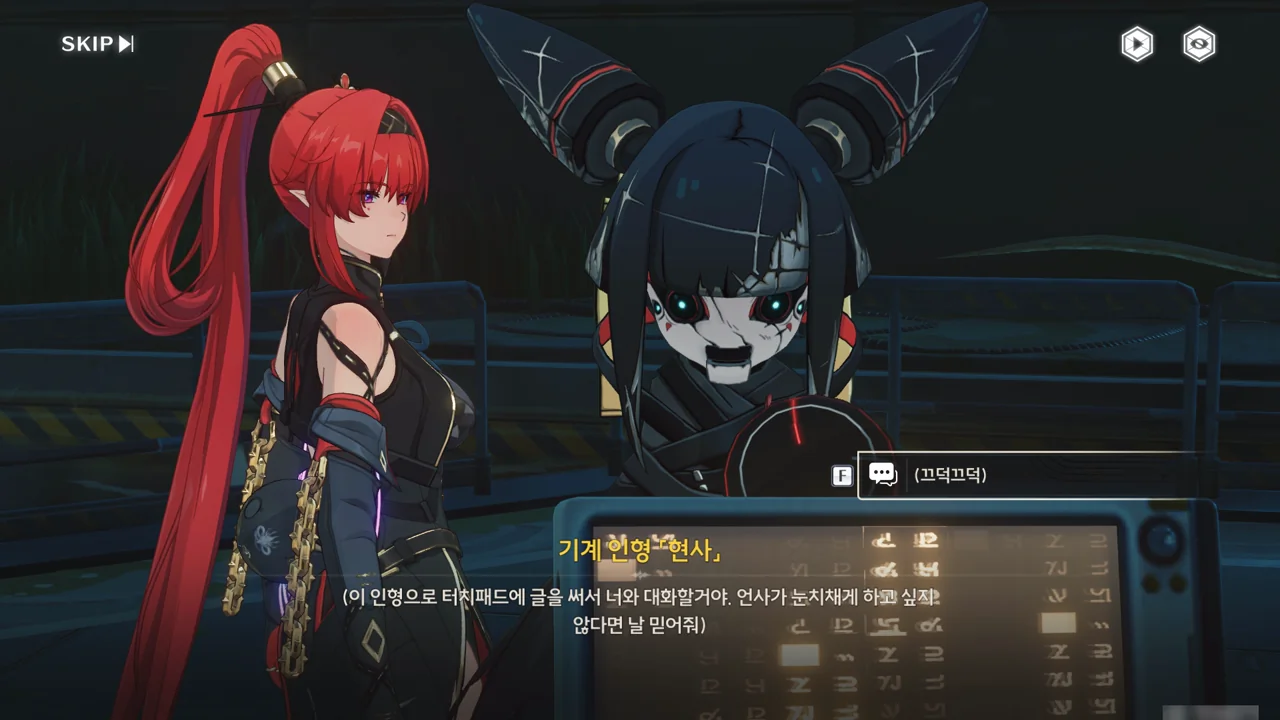 SKIP
F
(끄덕끄덕)
기계 인형 「현사」
(이 인형으로 터치패드에 글을 써서 너와 대화할거야. 언사가 눈치채게 하고 싶지
않다면 날 믿어줘)